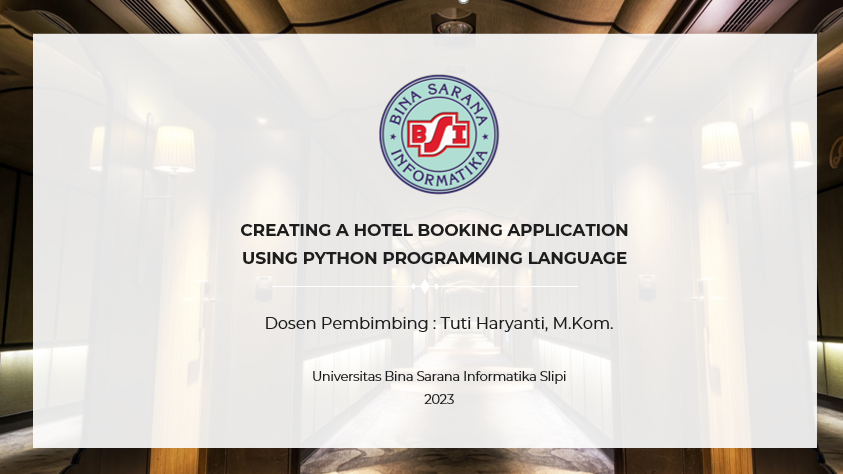 BINA SARANA
BSI
INFORMATIKA
CREATING A HOTEL BOOKING APPLICATION
USING PYTHON PROGRAMMING LANGUAGE
Dosen Pembimbing : Tuti Haryanti, M.Kom.
Universitas Bina Sarana Informatika Slipi
2023